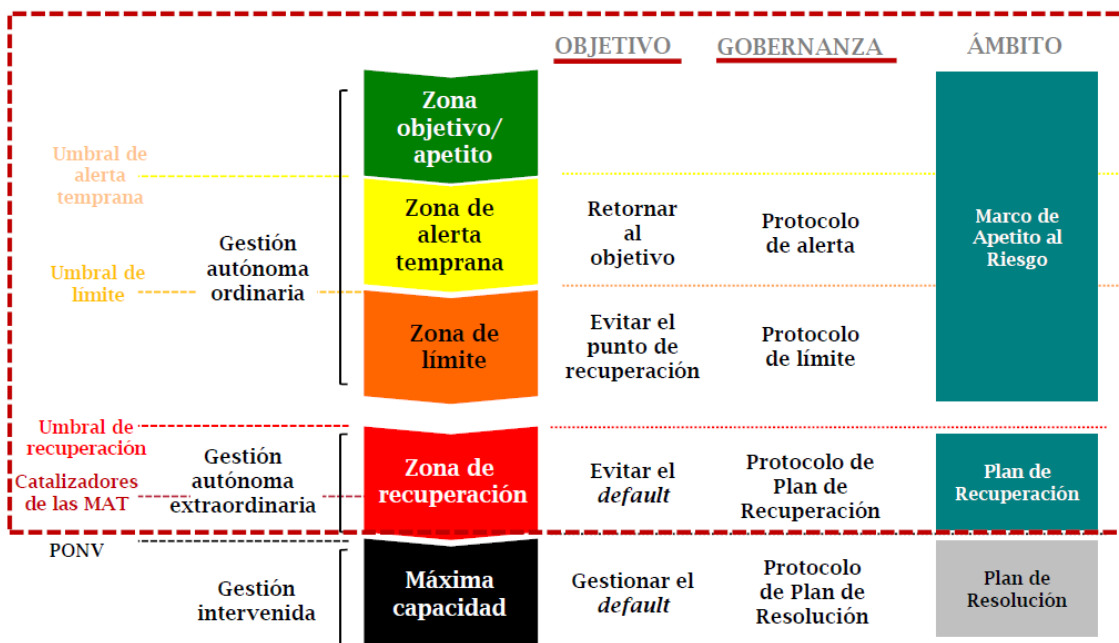 OBJETIVO GOBERNANZA ÁMBITO
Zona
objetivo/
apetito
Umbral de
alerta
temprana
Zona de
alerta
temprana
Retornar
al
objetivo
Protocolo
de alerta
Marco de
Apetito al
Riesgo
Gestión
autónoma
ordinaria
Umbral de
límite
Zona de
límite
Evitar el
punto de
recuperación
Protocolo
de límite
Umbral de
recuperación
Catalizadores
de las MAT
Gestión
autónoma
extraordinaria
Zona de
recuperación
Evitar el
default
Protocolo de
Plan de
Recuperación
Plan de
Recuperación
PONV
Gestión
intervenida
Máxima
capacidad
Gestionar el
default
Protocolo
de Plan de
Resolución
Plan de
Resolución